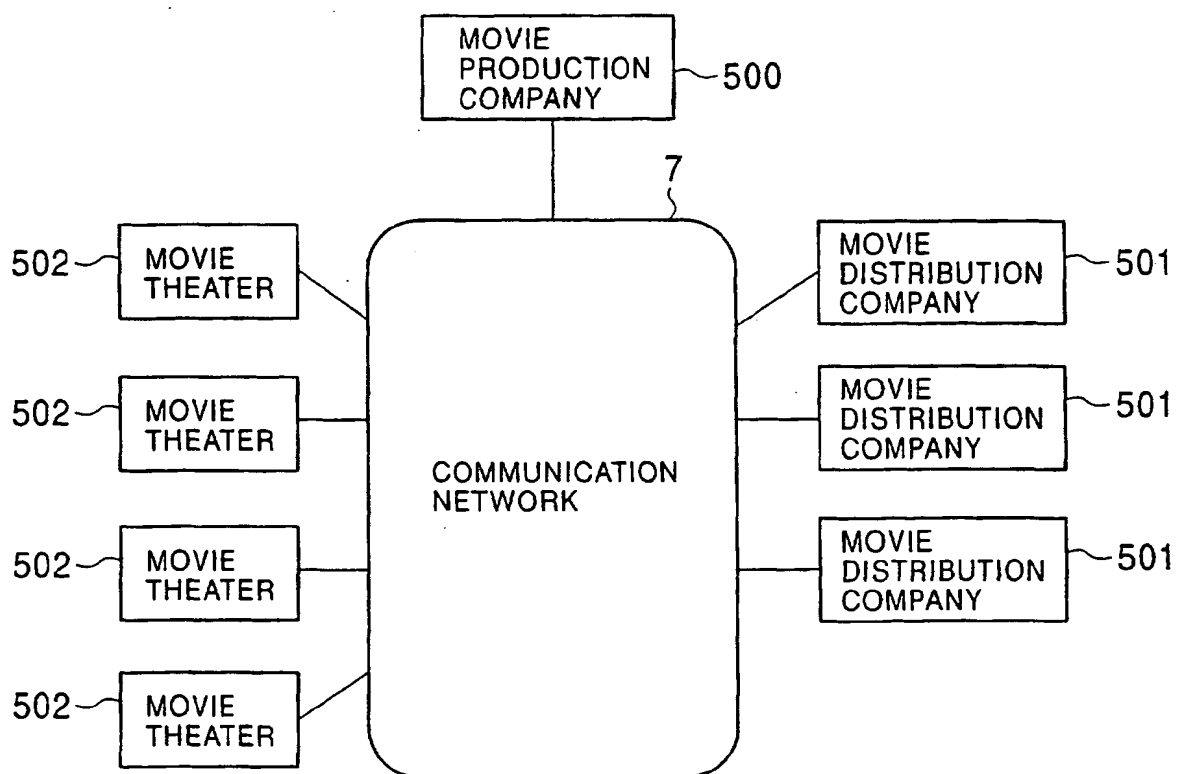 MOVIE
PRODUCTION
COMPANY
500
7
502
MOVIE
THEATER
502
MOVIE
THEATER
502
MOVIE
THEATER
502
MOVIE
THEATER
COMMUNICATION
NETWORK
MOVIE
DISTRIBUTION
COMPANY
501
MOVIE
DISTRIBUTION
COMPANY
501
MOVIE
DISTRIBUTION
COMPANY
501